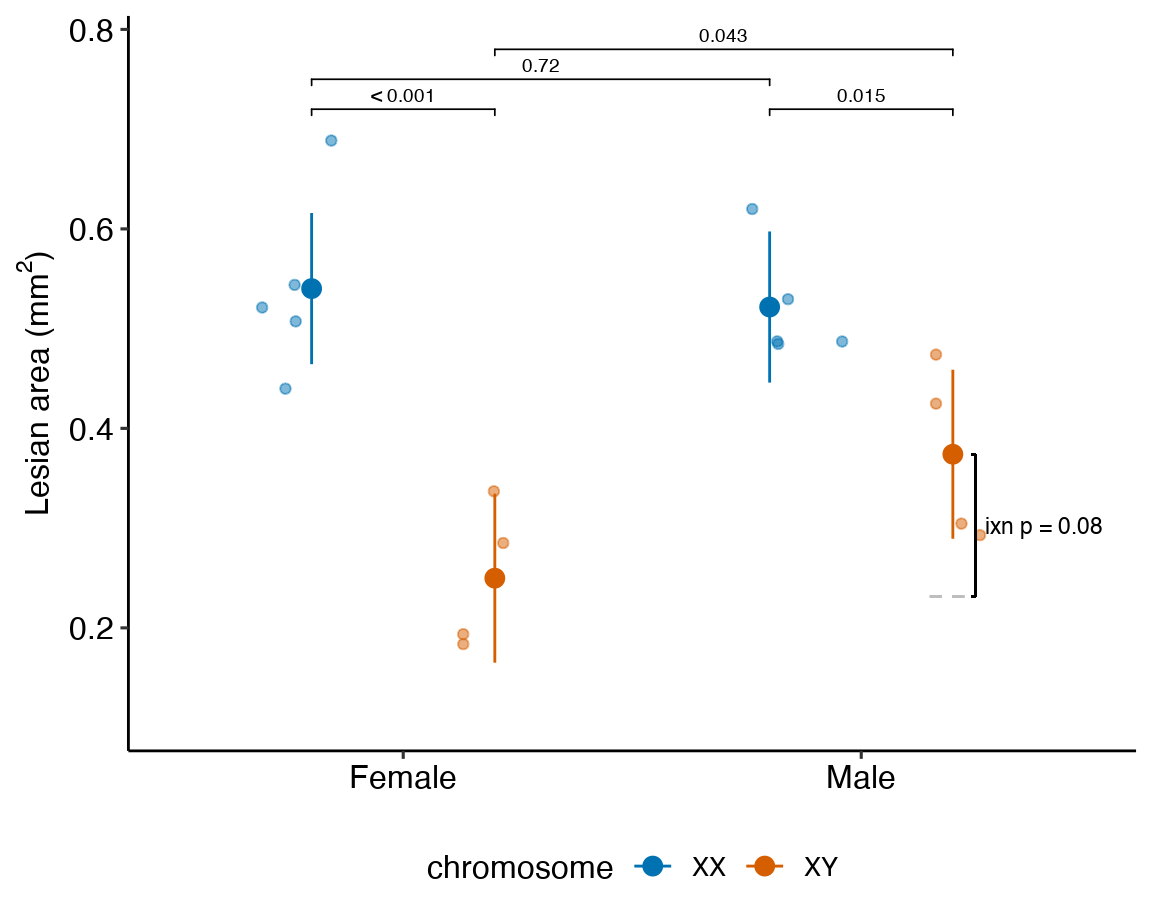 0.8
0.6
0.4
0.2
Lesian area (mm²)
0.043
0.72
< 0.001
0.015
ixn p = 0.08
Female
Male
chromosome XX XY